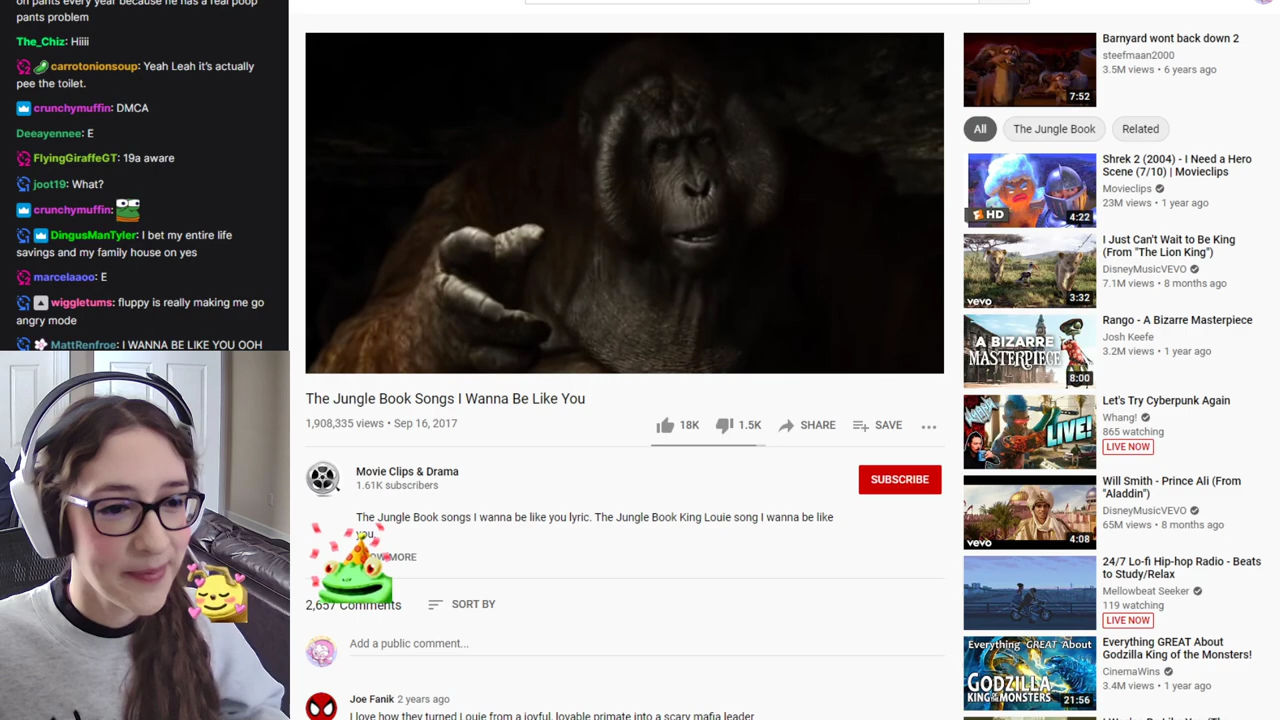 on pants every year because he has a real poop
pants problem
The_Chiz: Hiiii
carrotonionsoup: Yeah Leah it's actually
pee the toilet.
crunchymuffin: DMCA
Deeayennee: E
FlyingGiraffeGT: 19a aware
joot19: What?
crunchymuffin:
DingusManTyler: I bet my entire life
savings and my family house on yes
marcelaaoo: E
wiggletums: fluppy is really making me go
angry mode
MattRenfroe: I WANNA BE LIKE YOU OOH
The Jungle Book Songs I Wanna Be Like You
1,908,335 views • Sep 16, 2017
18K
1.5K
SHARE
SAVE
Movie Clips & Drama
1.61K subscribers
SUBSCRIBE
The Jungle Book songs I wanna be like you lyric. The Jungle Book King Louie song I wanna be like
you.
MORE
2,657 Comments
SORT BY
Add a public comment...
Joe Fanik 2 years ago
I love how they turned Louie from a joyful, lovable primate into a scary mafia leader
7:52
Barnyard wont back down 2
steefmaan2000
3.5M views • 6 years ago
All
The Jungle Book
Related
HD
4:22
Shrek 2 (2004) - I Need a Hero
Scene (7/10) | Movieclips
Movieclips
23M views • 1 year ago
vevo
3:32
I Just Can't Wait to Be King
(From "The Lion King")
DisneyMusicVEVO
7.1M views • 8 months ago
A BIZARRE
MASTERPIECE
8:00
Rango - A Bizarre Masterpiece
Josh Keefe
3.2M views • 1 year ago
LIVE!
Let's Try Cyberpunk Again
Whang!
865 watching
LIVE NOW
vevo
4:08
Will Smith - Prince Ali (From
"Aladdin")
DisneyMusicVEVO
65M views • 8 months ago
24/7 Lo-fi Hip-hop Radio - Beats
to Study/Relax
Mellowbeat Seeker
119 watching
LIVE NOW
Everything GREAT About
GODZILLA
KING OF THE MONSTERS!
21:56
Everything GREAT About
Godzilla King of the Monsters!
CinemaWins
3.4M views • 1 year ago